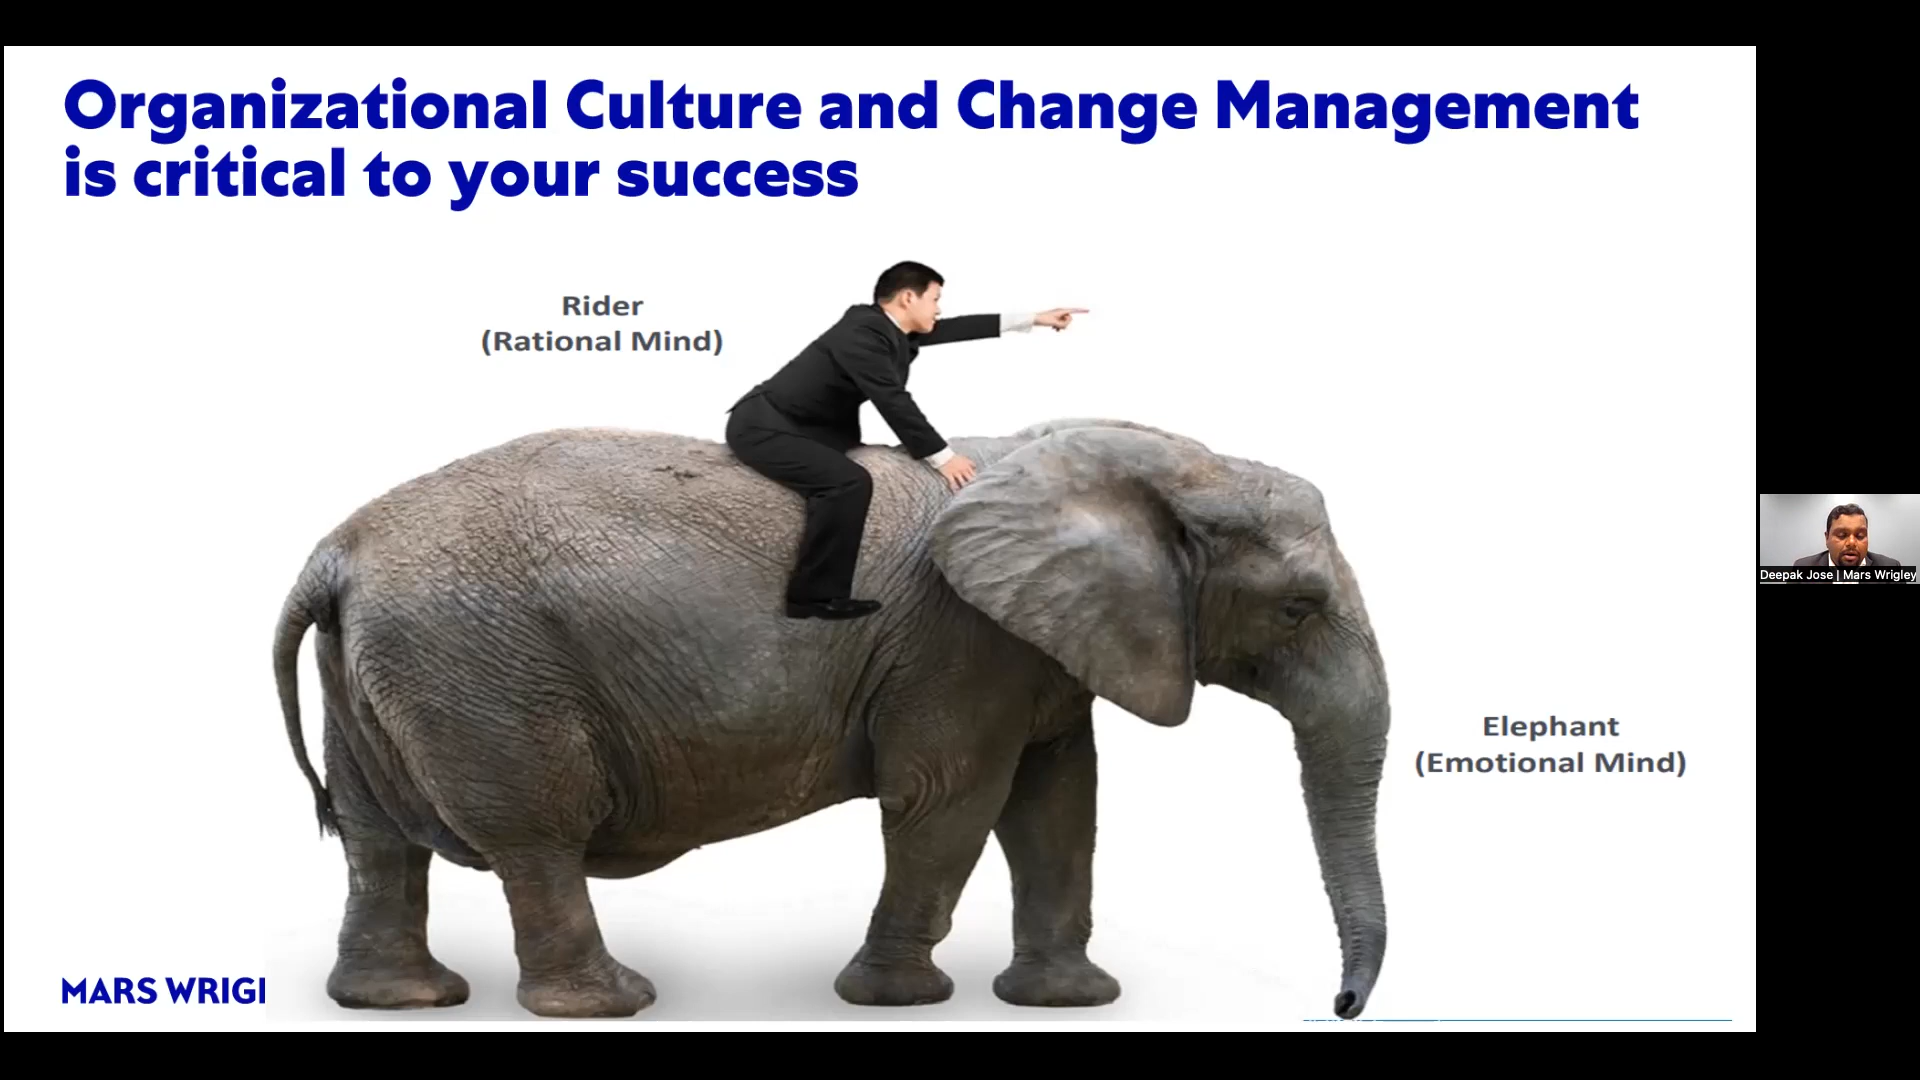 Organizational Culture and Change Management
is critical to your success
Rider
(Rational Mind)
Elephant
(Emotional Mind)
Deepak Jose | Mars Wrigley
MARS WRIGL